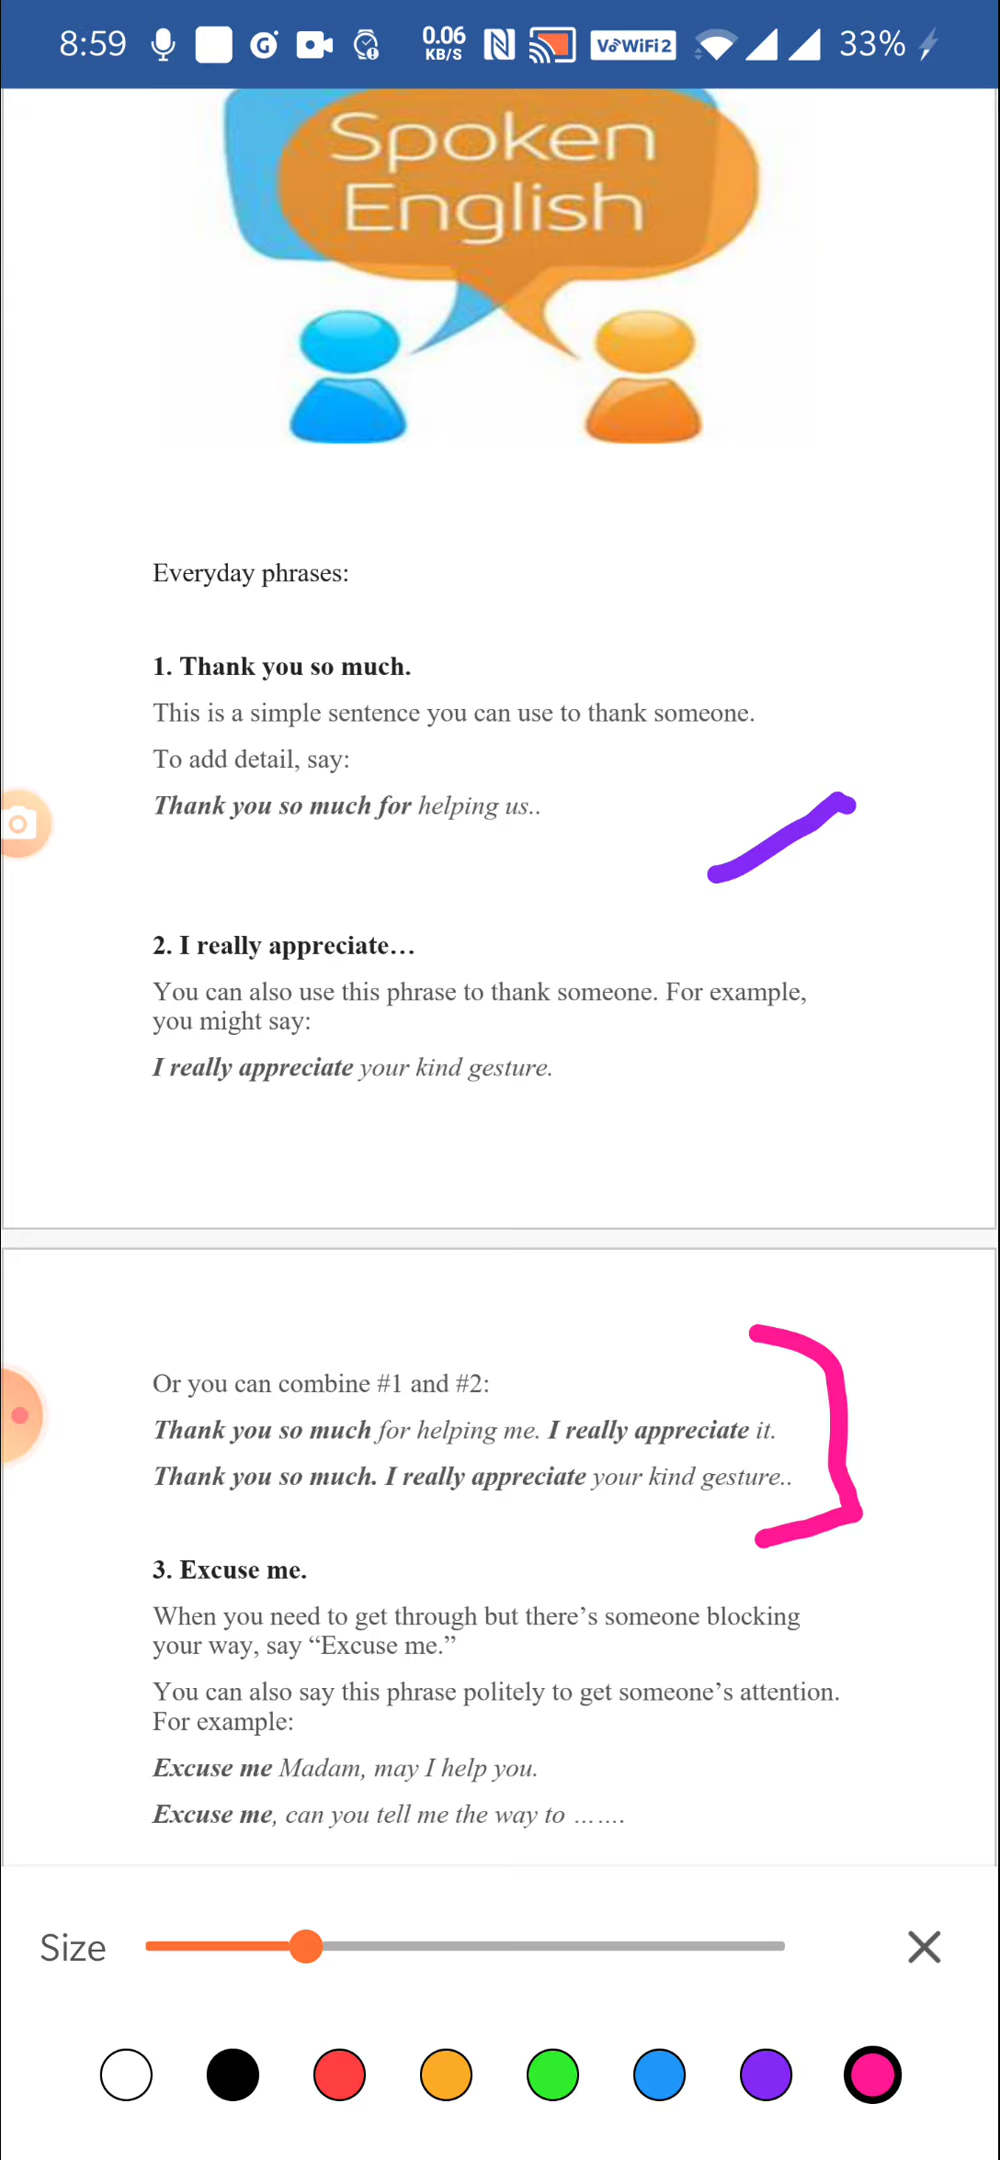 8:59
0.06
KB/S
VoWiFi 2
33%
Spoken
English
Everyday phrases:
1. Thank you so much.
This is a simple sentence you can use to thank someone.
To add detail, say:
Thank you so much for helping us..
2. I really appreciate…
You can also use this phrase to thank someone. For example,
you might say:
I really appreciate your kind gesture.
Or you can combine #1 and #2:
Thank you so much for helping me. I really appreciate it.
Thank you so much. I really appreciate your kind gesture..
3. Excuse me.
When you need to get through but there’s someone blocking
your way, say “Excuse me.”
You can also say this phrase politely to get someone’s attention.
For example:
Excuse me Madam, may I help you.
Excuse me, can you tell me the way to …….
Size